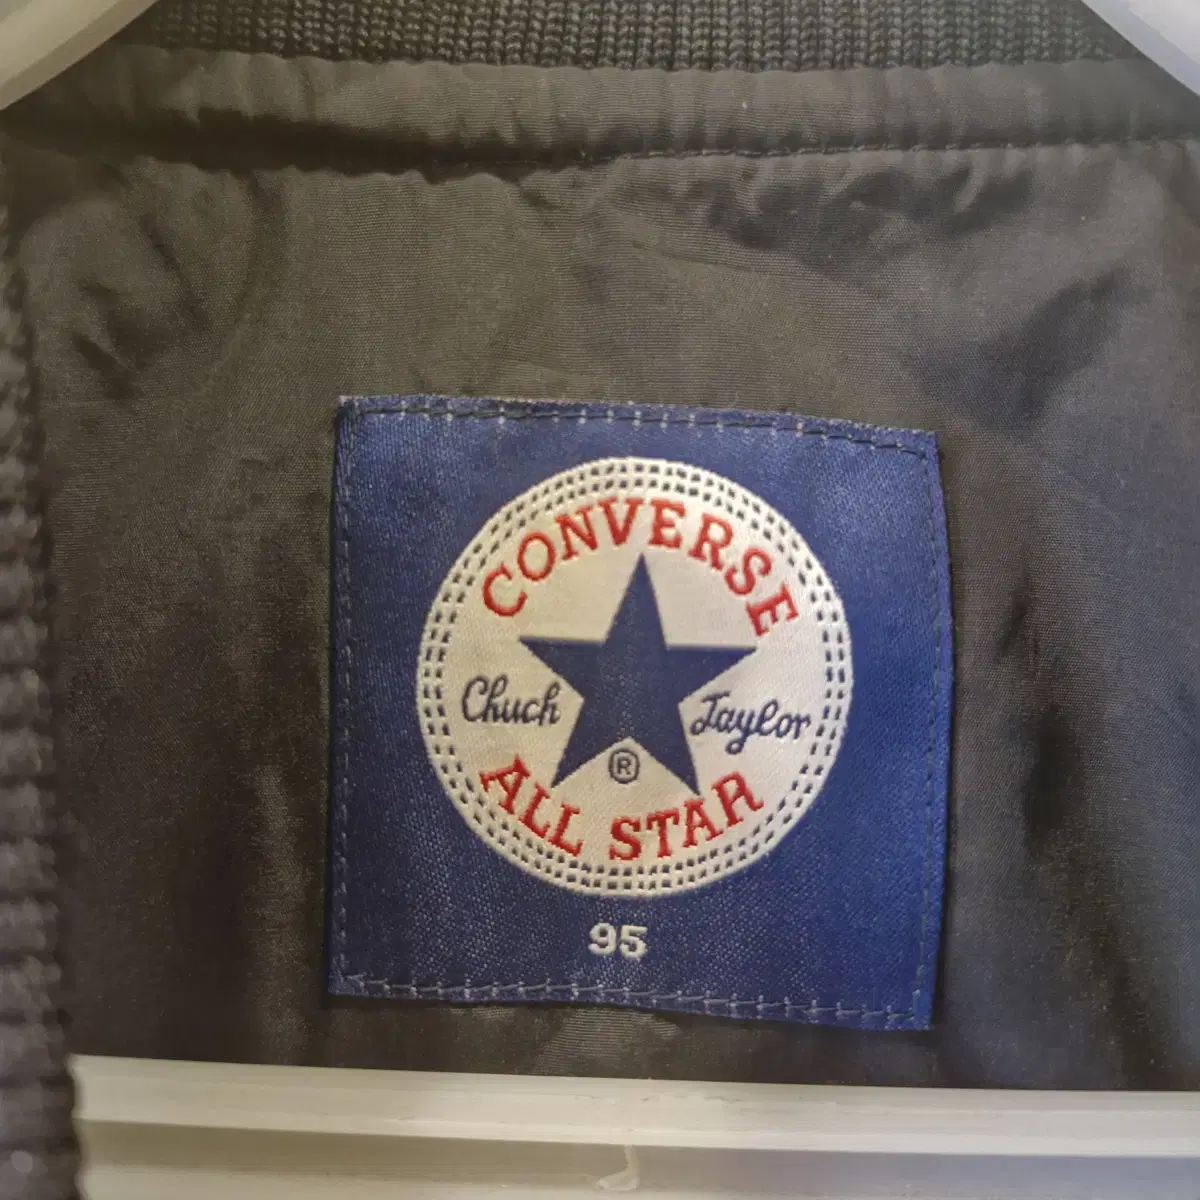 CONVERSE
Chuck Taylor
®
ALL STAR
95